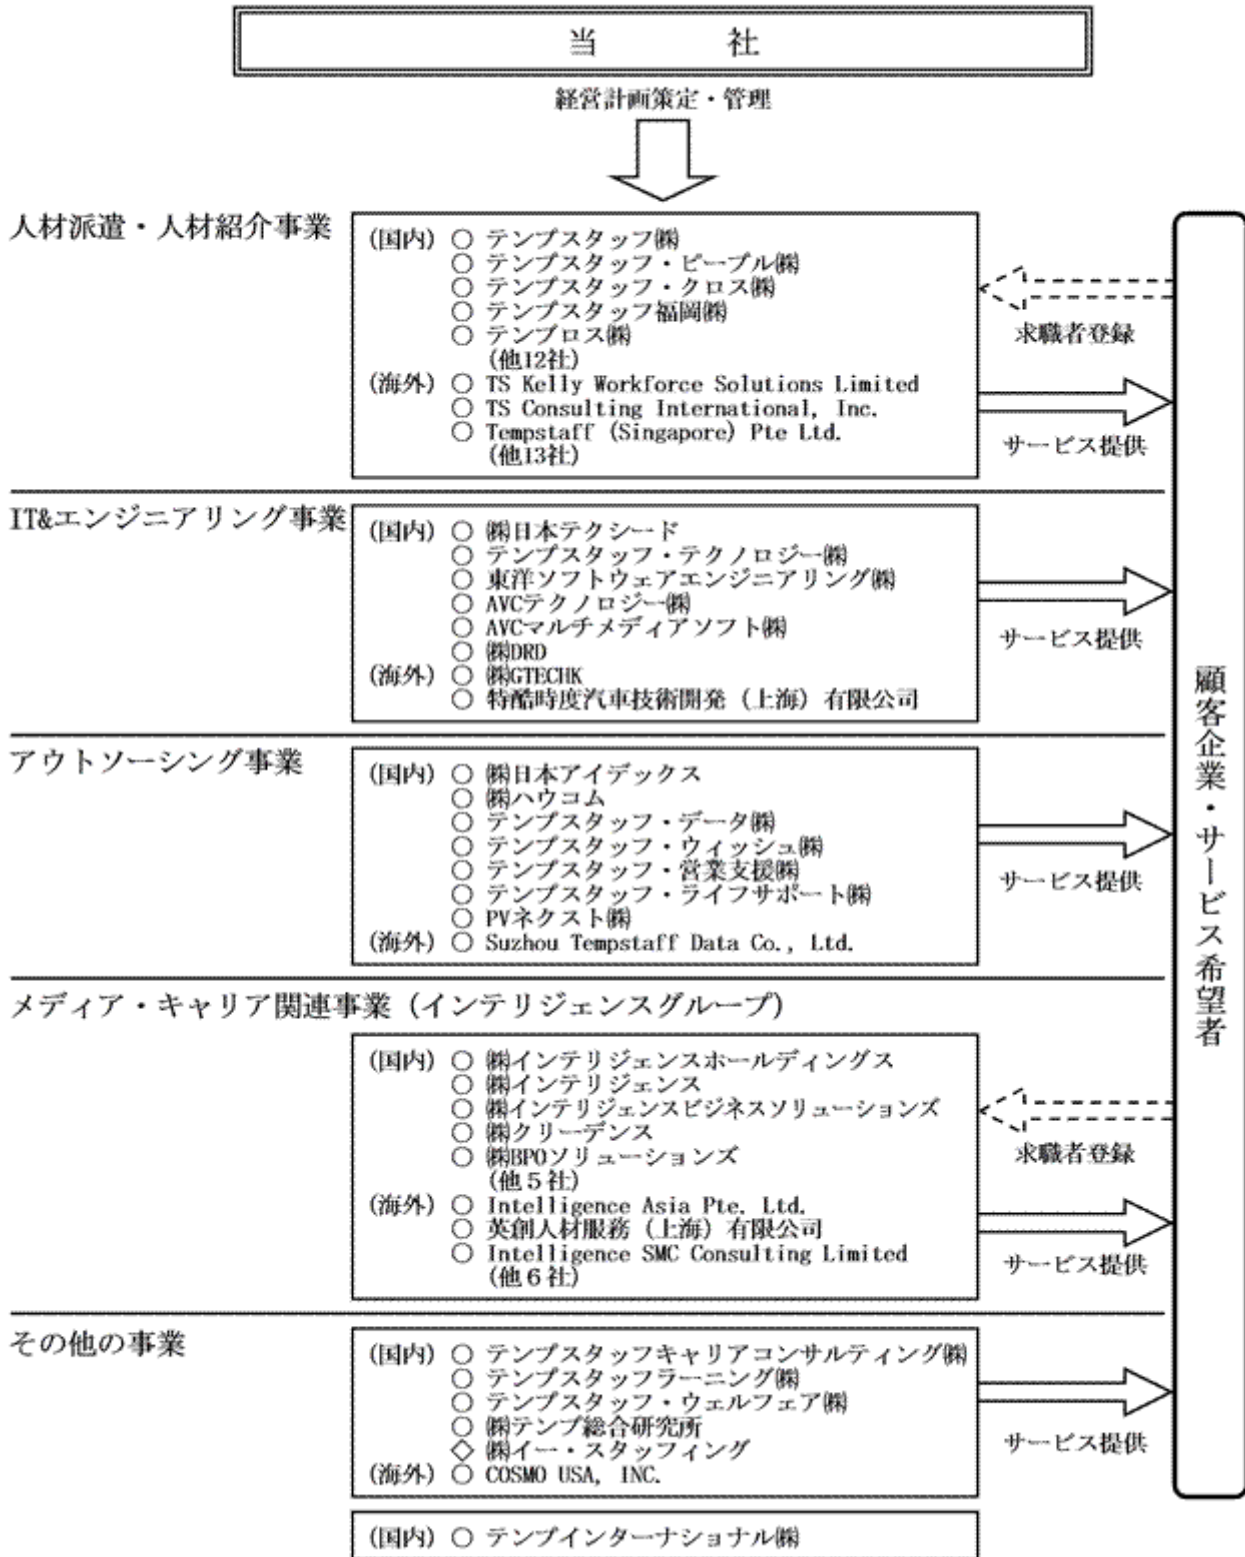 当社
経営計画策定・管理
人材派遣・人材紹介事業
(国内) ○ テンプスタッフ㈱
○ テンプスタッフ・ピープル㈱
○ テンプスタッフ・クロス㈱
○ テンプスタッフ福岡㈱
○ テンプロス㈱
(他12社)
(海外) ○ TS Kelly Workforce Solutions Limited
○ TS Consulting International, Inc.
○ Tempstaff (Singapore) Pte Ltd.
(他13社)
求職者登録
サービス提供
IT&エンジニアリング事業
(国内) ○ ㈱日本テクシード
○ テンプスタッフ・テクノロジー㈱
○ 東洋ソフトウェアエンジニアリング㈱
○ AVCテクノロジー㈱
○ AVCマルチメディアソフト㈱
○ ㈱DRD
(海外) ○ ㈱GTECHK
○ 特酷時度汽車技術開発（上海）有限公司
サービス提供
アウトソーシング事業
(国内) ○ ㈱日本アイデックス
○ ㈱ハウコム
○ テンプスタッフ・データ㈱
○ テンプスタッフ・ウィッシュ㈱
○ テンプスタッフ・営業支援㈱
○ テンプスタッフ・ライフサポート㈱
○ PVネクスト㈱
(海外) ○ Suzhou Tempstaff Data Co., Ltd.
サービス提供
メディア・キャリア関連事業（インテリジェンスグループ）
(国内) ○ ㈱インテリジェンスホールディングス
○ ㈱インテリジェンス
○ ㈱インテリジェンスビジネスソリューションズ
○ ㈱クリーデンス
○ ㈱BPOソリューションズ
(他５社)
(海外) ○ Intelligence Asia Pte. Ltd.
○ 英創人材服務（上海）有限公司
○ Intelligence SMC Consulting Limited
(他６社)
求職者登録
サービス提供
その他の事業
(国内) ○ テンプスタッフキャリアコンサルティング㈱
○ テンプスタッフラーニング㈱
○ テンプスタッフ・ウェルフェア㈱
○ ㈱テンプ総合研究所
◇ ㈱イー・スタッフィング
(海外) ○ COSMO USA, INC.
サービス提供
(国内) ○ テンプインターナショナル㈱
顧客企業・サービス希望者